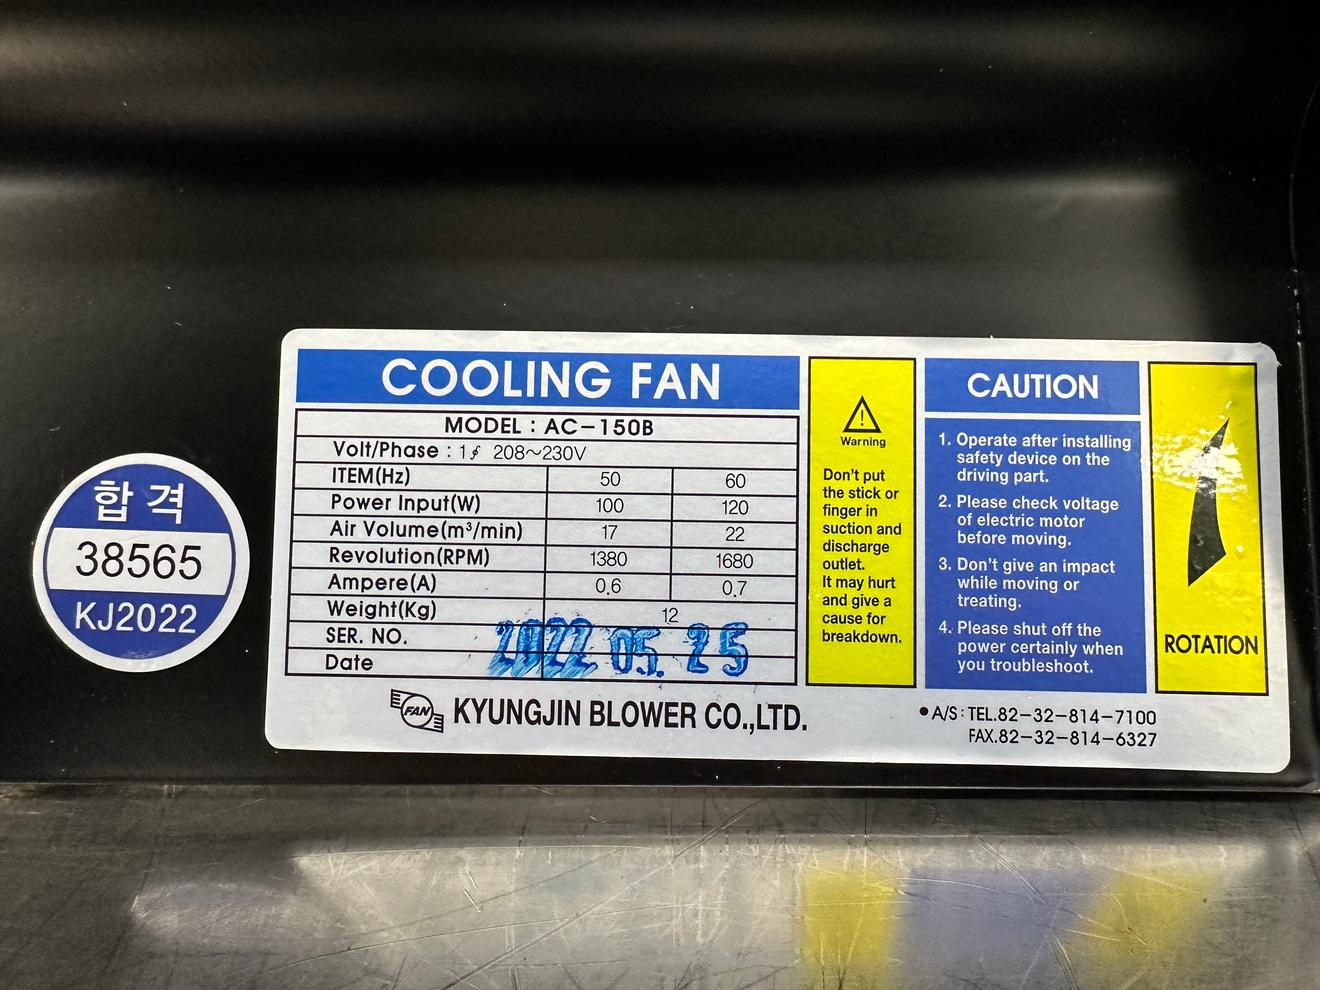 합격
38565
KJ2022
COOLING FAN
MODEL : AC-150B
Volt/Phase : 1∮ 208~230V
ITEM(Hz) 50 60
Power Input(W) 100 120
Air Volume(m³/min) 17 22
Revolution(RPM) 1380 1680
Ampere(A) 0.6 0.7
Weight(Kg) 12
SER. NO.
Date 2022 05. 25
FAN KYUNGJIN BLOWER CO.,LTD.
Warning
Don't put
the stick or
finger in
suction and
discharge
outlet.
It may hurt
and give a
cause for
breakdown.
CAUTION
1. Operate after installing
safety device on the
driving part.
2. Please check voltage
of electric motor
before moving.
3. Don't give an impact
while moving or
treating.
4. Please shut off the
power certainly when
you troubleshoot.
ROTATION
●A/S : TEL.82-32-814-7100
FAX.82-32-814-6327